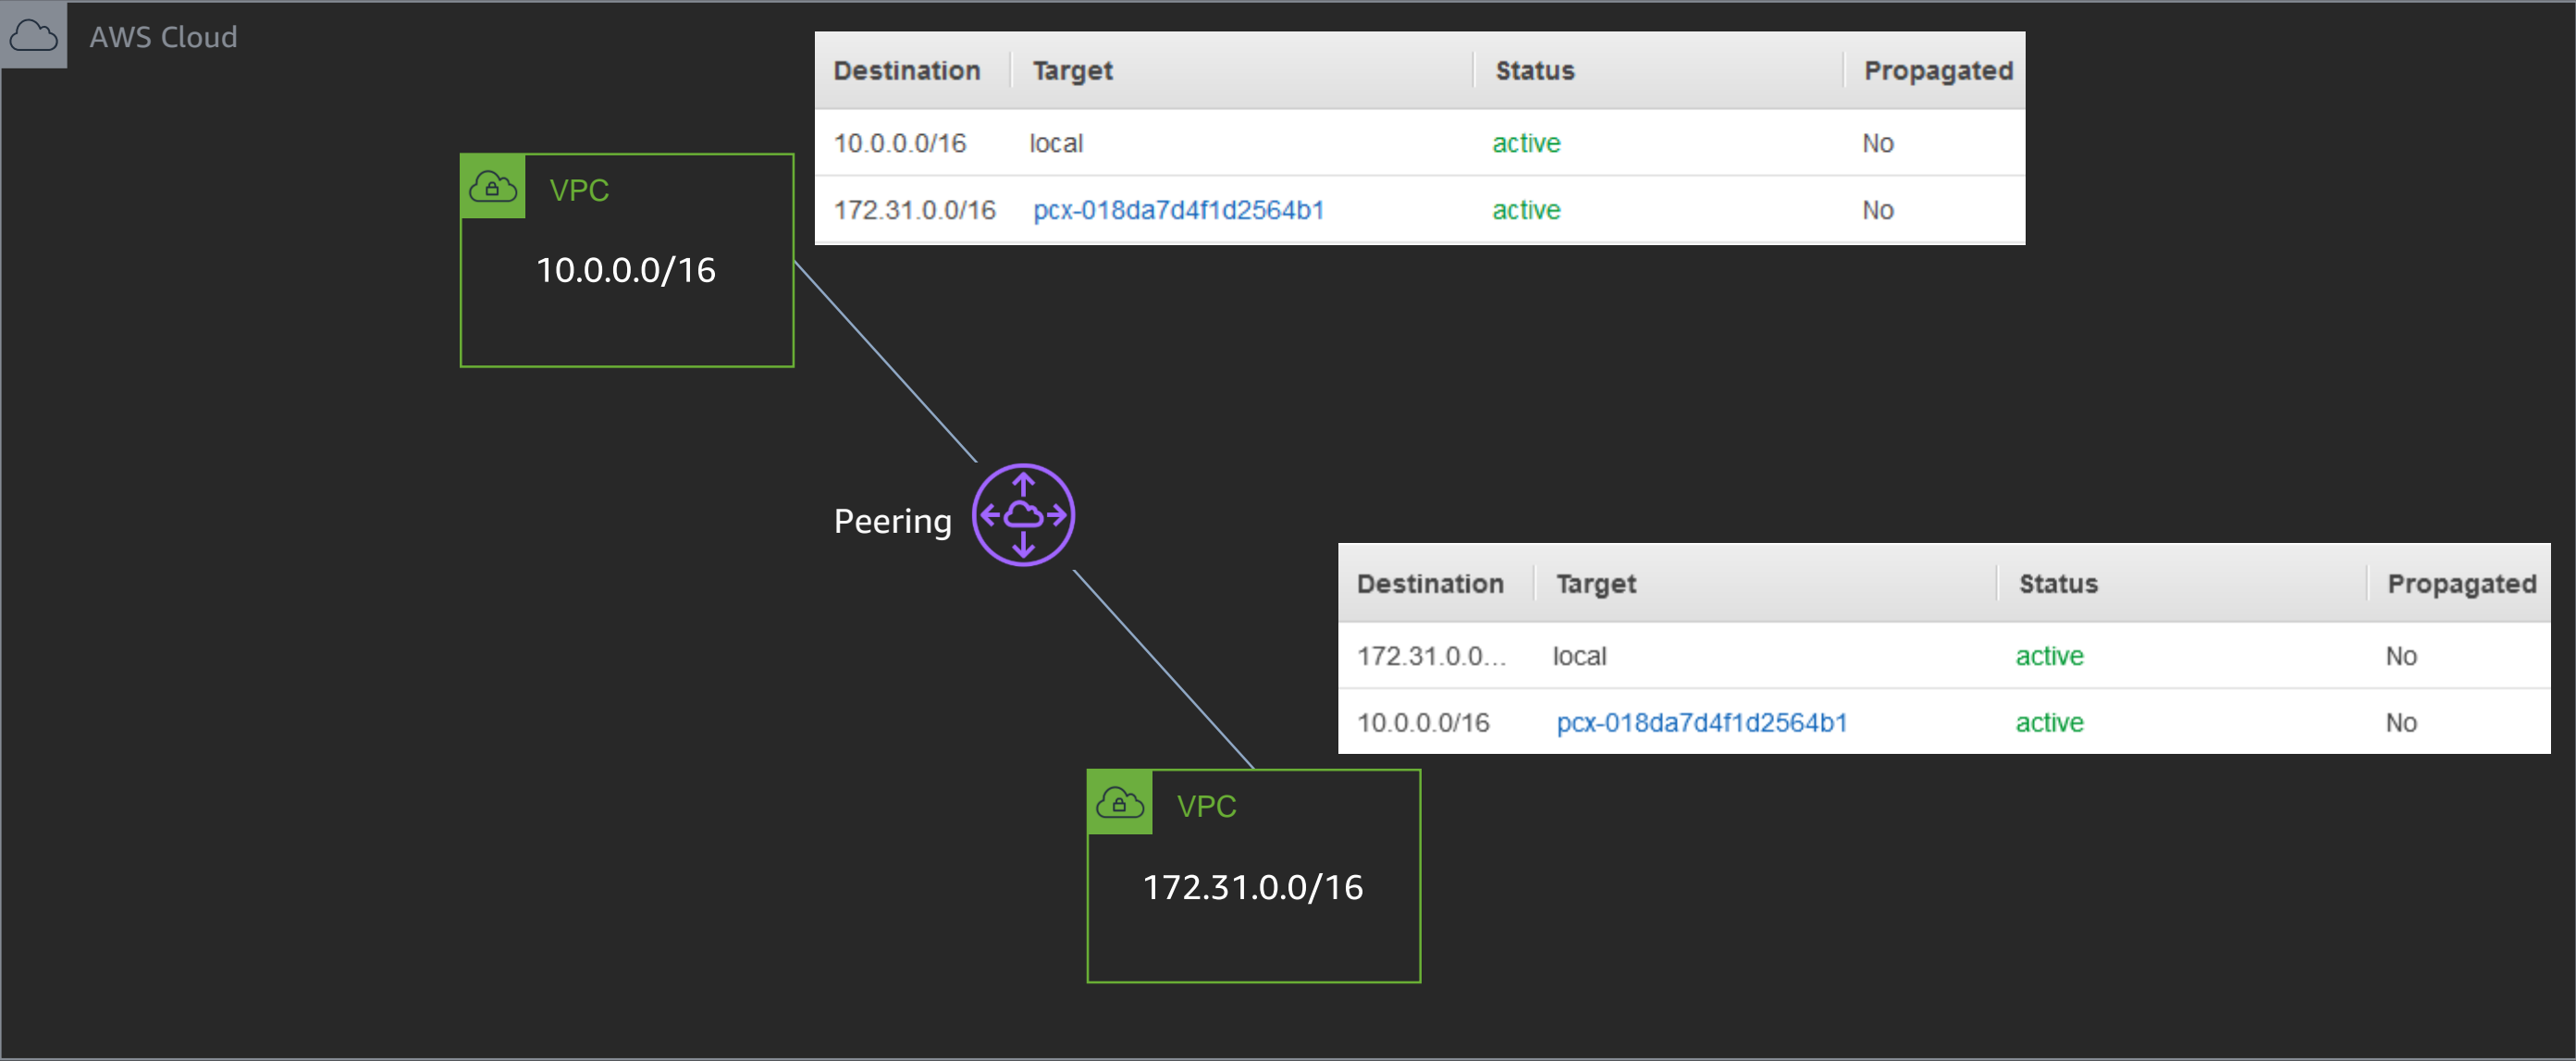 AWS Cloud
Destination Target Status Propagated
10.0.0.0/16 local active No
172.31.0.0/16 pcx-018da7d4f1d2564b1 active No
VPC
10.0.0.0/16
Peering
Destination Target Status Propagated
172.31.0.0... local active No
10.0.0.0/16 pcx-018da7d4f1d2564b1 active No
VPC
172.31.0.0/16